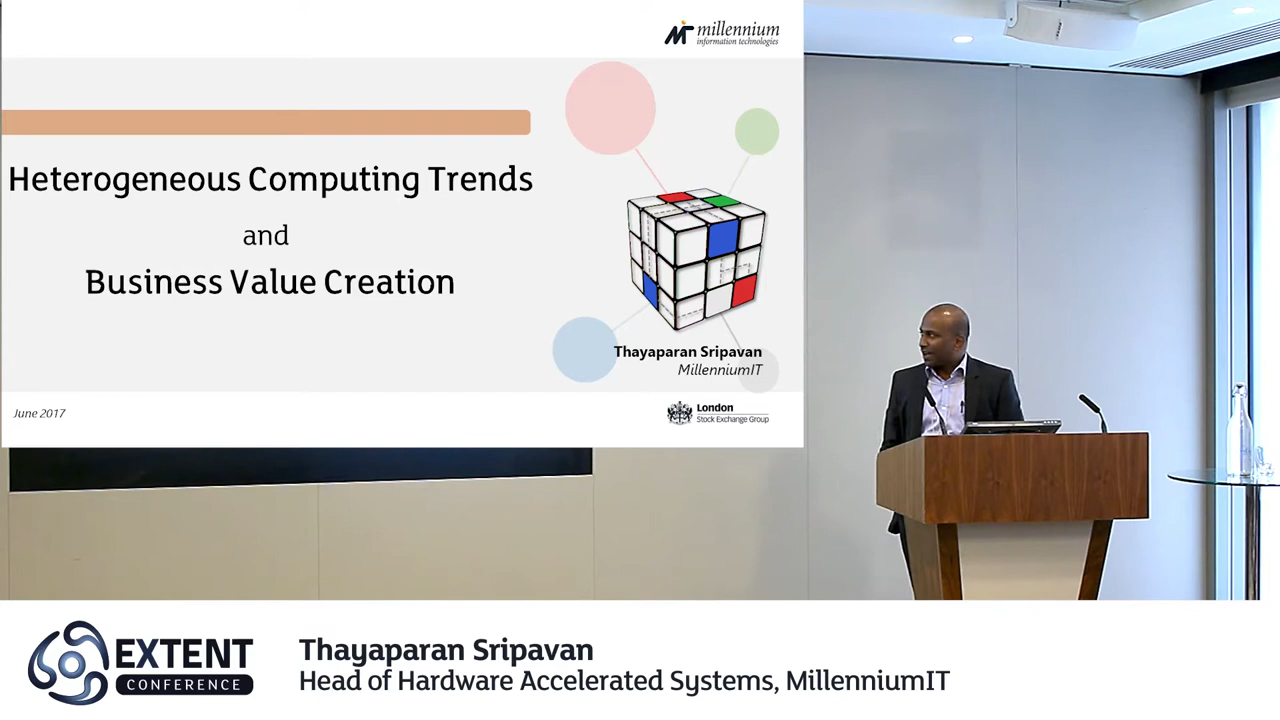 millennium
information technologies
Heterogeneous Computing Trends
and
Business Value Creation
Thayaparan Sripavan
MillenniumIT
June 2017
London
Stock Exchange Group
EXTENT
CONFERENCE
Thayaparan Sripavan
Head of Hardware Accelerated Systems, MillenniumIT